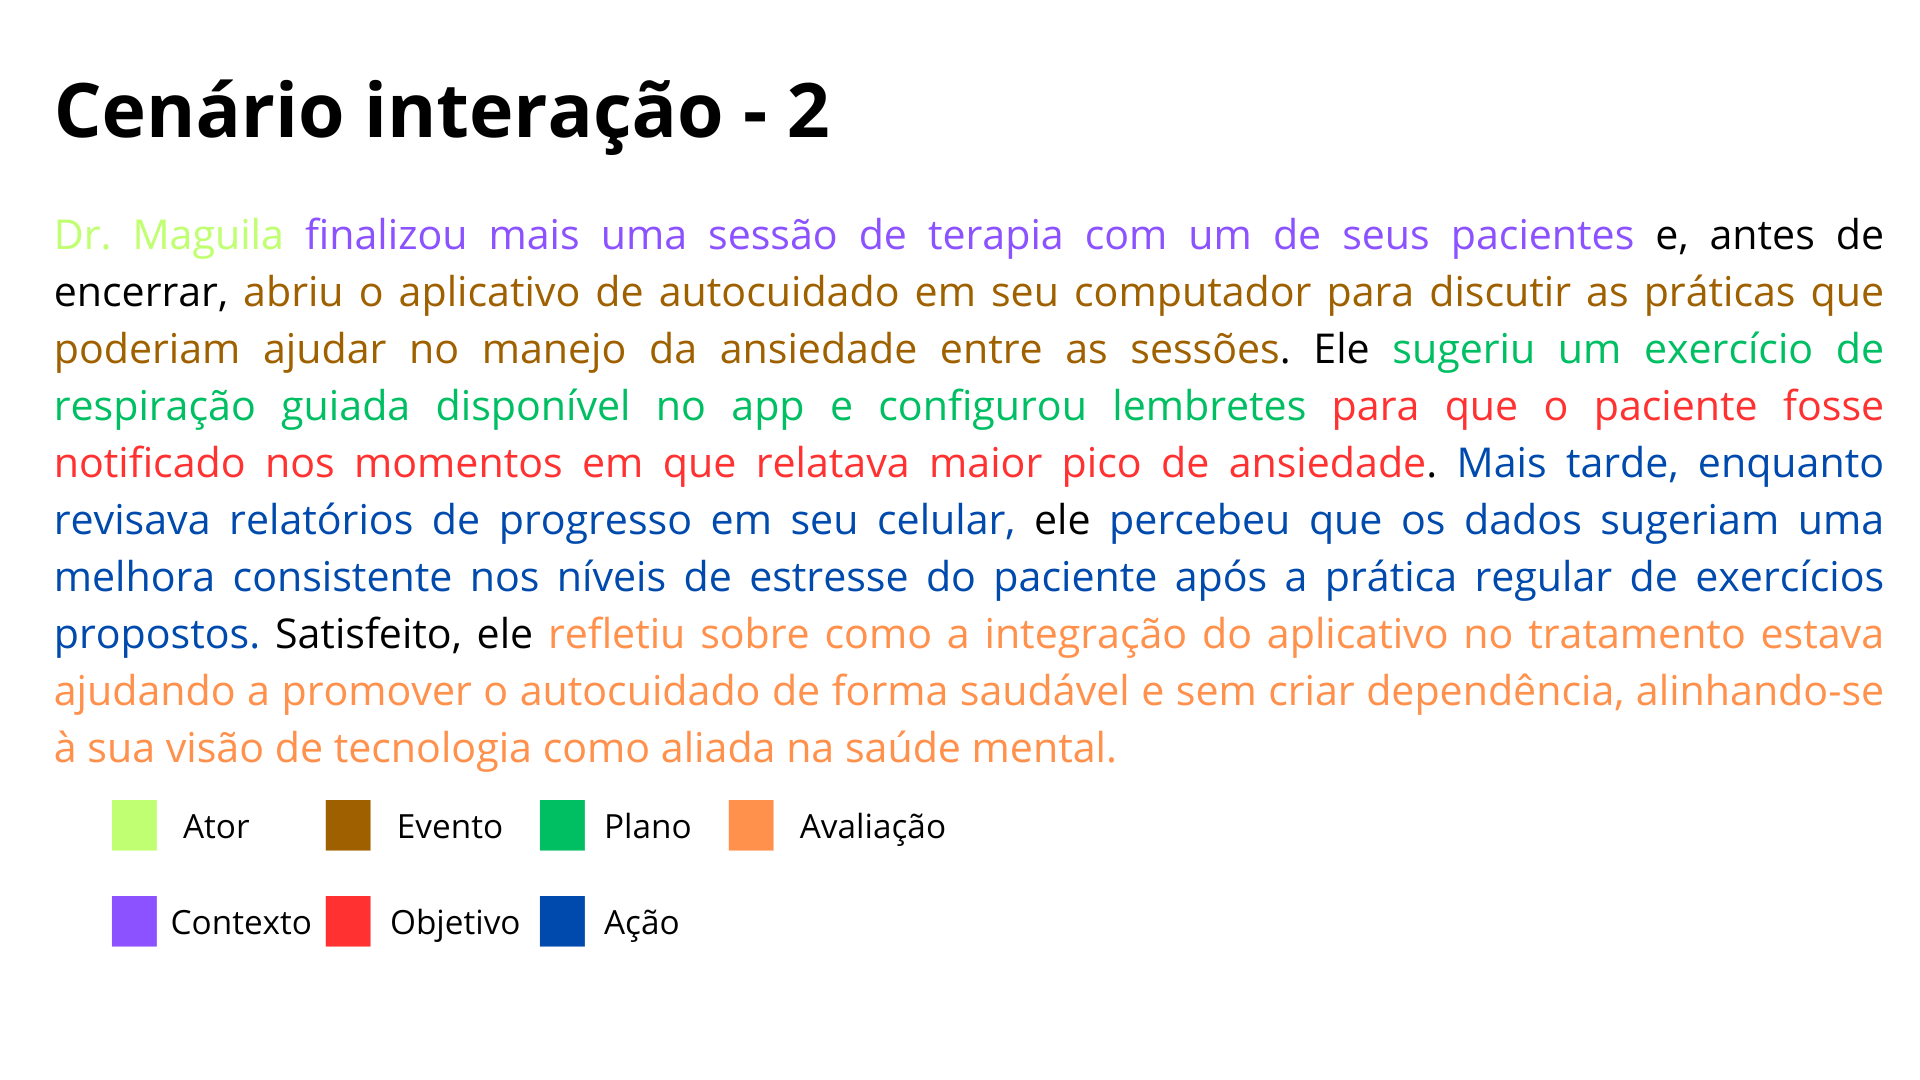 Cenário interação - 2
Dr. Maguila finalizou mais uma sessão de terapia com um de seus pacientes e, antes de
encerrar, abriu o aplicativo de autocuidado em seu computador para discutir as práticas que
poderiam ajudar no manejo da ansiedade entre as sessões. Ele sugeriu um exercício de
respiração guiada disponível no app e configurou lembretes para que o paciente fosse
notificado nos momentos em que relatava maior pico de ansiedade. Mais tarde, enquanto
revisava relatórios de progresso em seu celular, ele percebeu que os dados sugeriam uma
melhora consistente nos níveis de estresse do paciente após a prática regular de exercícios
propostos. Satisfeito, ele refletiu sobre como a integração do aplicativo no tratamento estava
ajudando a promover o autocuidado de forma saudável e sem criar dependência, alinhando-se
à sua visão de tecnologia como aliada na saúde mental.
Ator Evento Plano Avaliação
Contexto Objetivo Ação